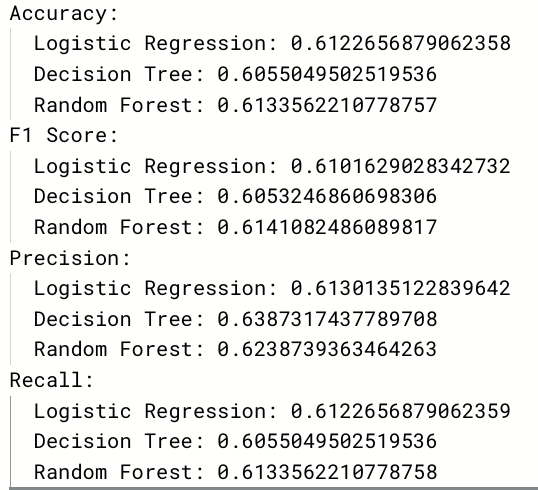 Accuracy:
Logistic Regression: 0.6122656879062358
Decision Tree: 0.6055049502519536
Random Forest: 0.6133562210778757
F1 Score:
Logistic Regression: 0.6101629028342732
Decision Tree: 0.6053246860698306
Random Forest: 0.6141082486089817
Precision:
Logistic Regression: 0.6130135122839642
Decision Tree: 0.6387317437789708
Random Forest: 0.6238739363464263
Recall:
Logistic Regression: 0.6122656879062359
Decision Tree: 0.6055049502519536
Random Forest: 0.6133562210778758